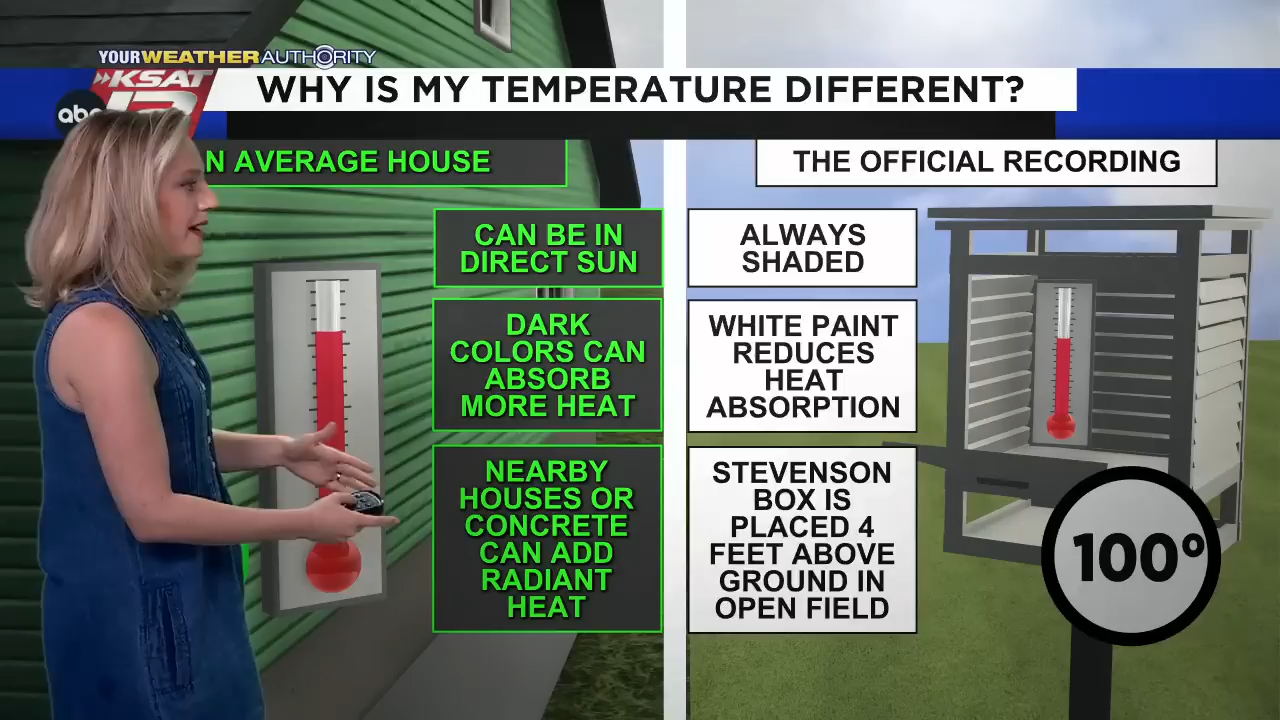 YOUR WEATHER AUTHORITY
KSAT
abc 12
WHY IS MY TEMPERATURE DIFFERENT?
N AVERAGE HOUSE
THE OFFICIAL RECORDING
CAN BE IN
DIRECT SUN
ALWAYS
SHADED
DARK
COLORS CAN
ABSORB
MORE HEAT
WHITE PAINT
REDUCES
HEAT
ABSORPTION
NEARBY
HOUSES OR
CONCRETE
CAN ADD
RADIANT
HEAT
STEVENSON
BOX IS
PLACED 4
FEET ABOVE
GROUND IN
OPEN FIELD
100°